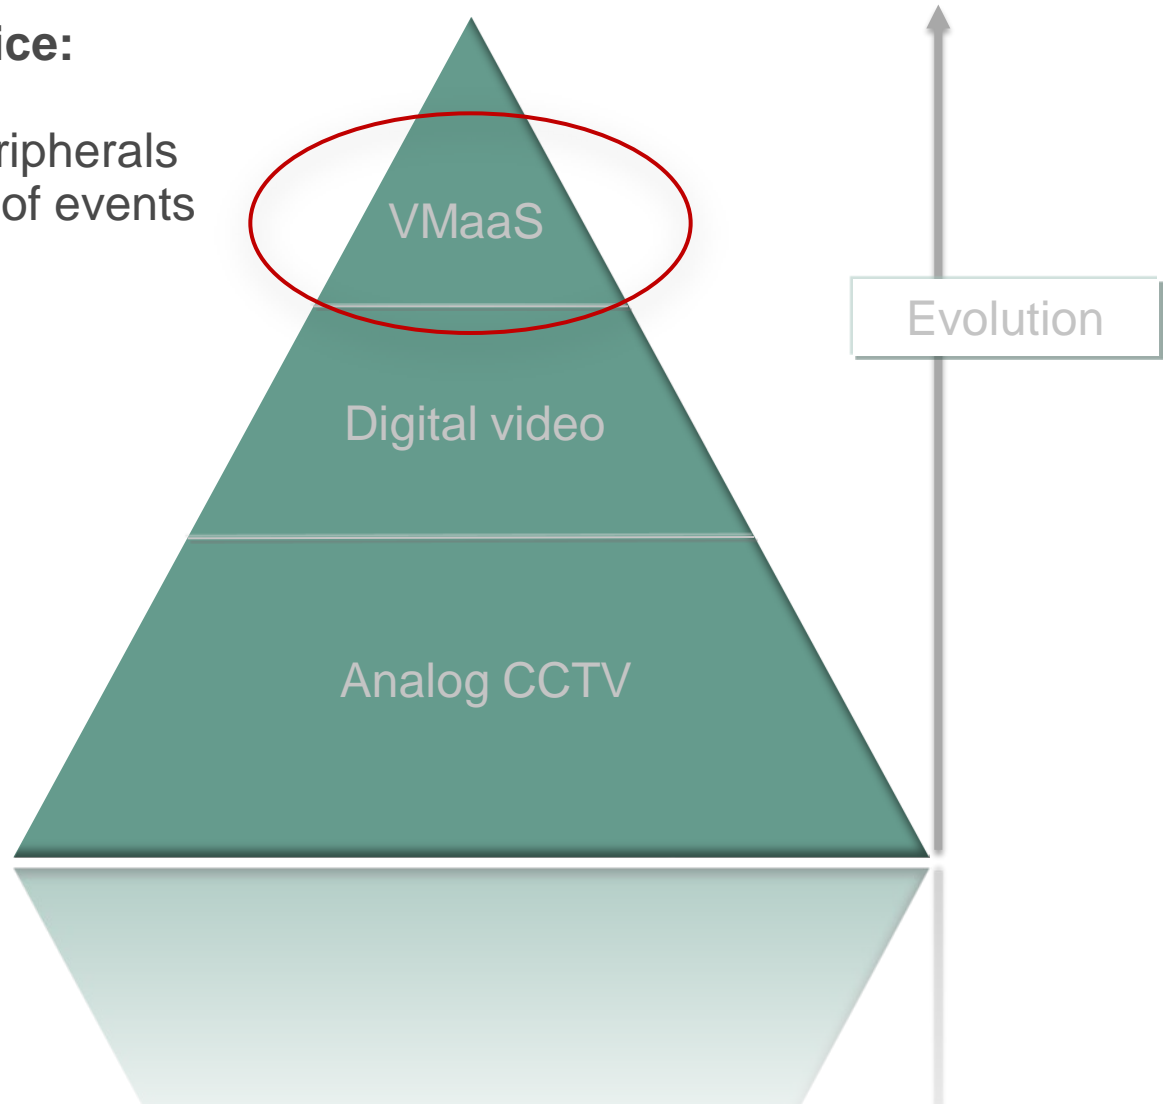 ice:
ripherals
of events
VMaaS
Evolution
Digital video
Analog CCTV